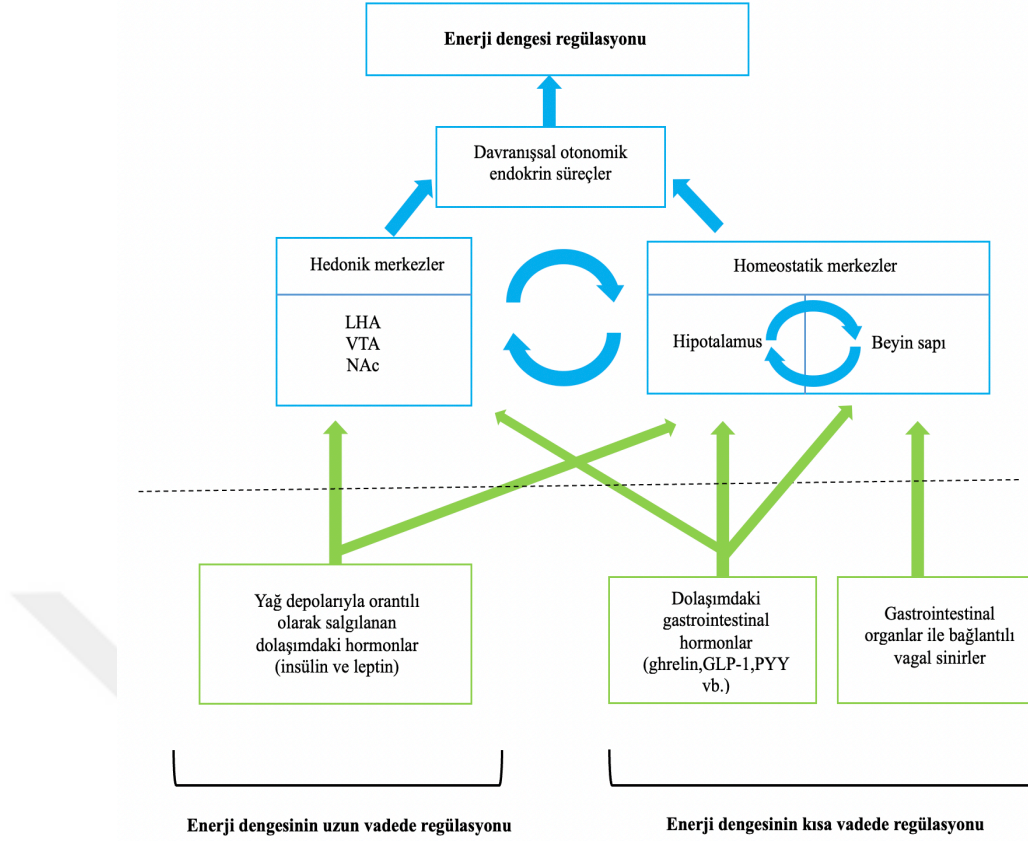 Enerji dengesi regülasyonu
Davranışsal otonomik
endokrin süreçler
Hedonik merkezler
LHA
VTA
NAc
Homeostatik merkezler
Hipotalamus
Beyin sapı
Yağ depolarıyla orantılı
olarak salgılanan
dolaşımdaki hormonlar
(insülin ve leptin)
Dolaşımdaki
gastrointestinal
hormonlar
(ghrelin,GLP-1,PYY
vb.)
Gastrointestinal
organlar ile bağlantılı
vagal sinirler
Enerji dengesinin uzun vadede regülasyonu
Enerji dengesinin kısa vadede regülasyonu